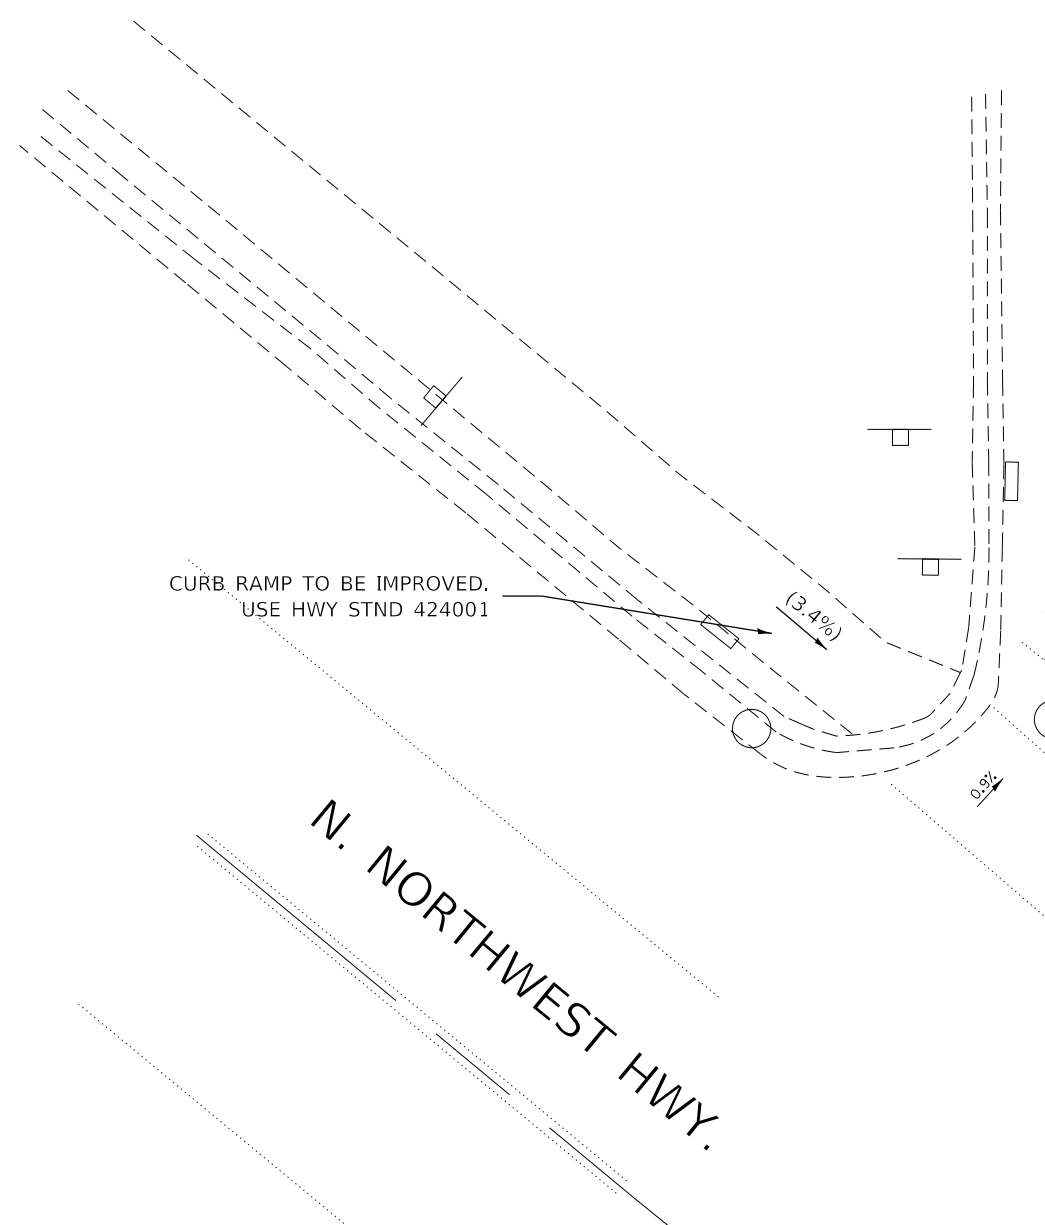 CURB RAMP TO BE IMPROVED.
USE HWY STND 424001
(3.4%)
0.9%
N. NORTHWEST HWY.